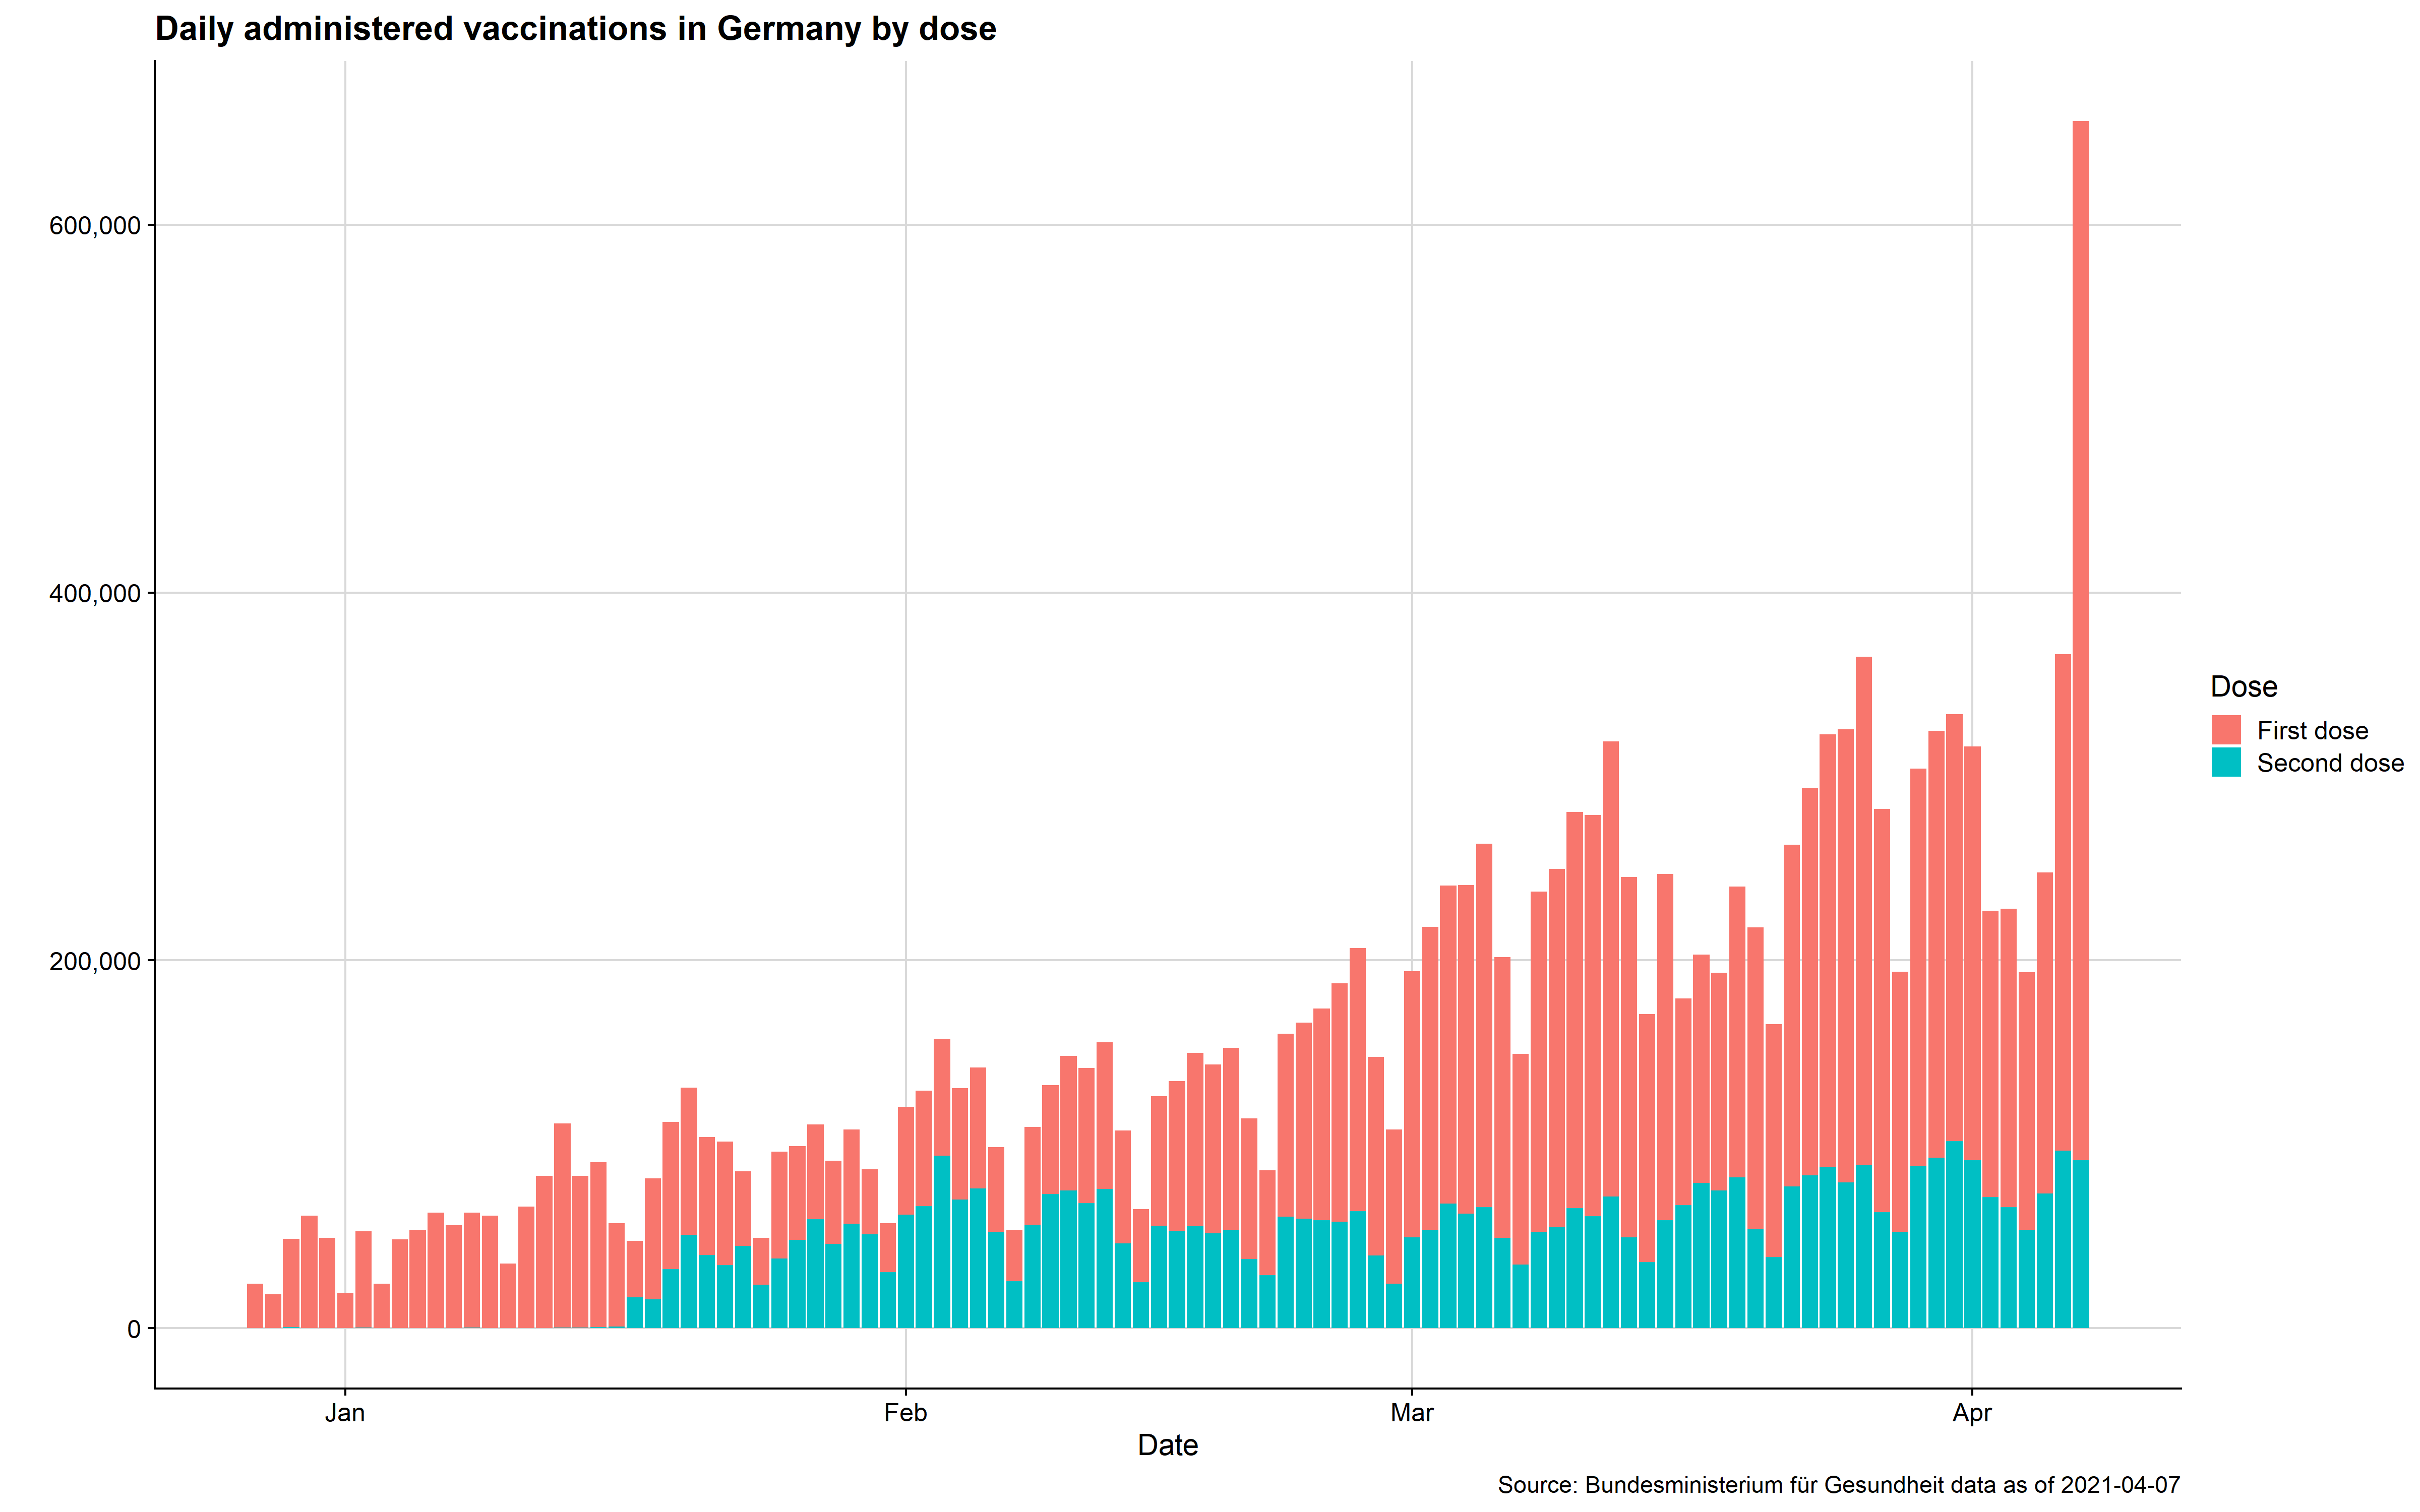 Daily administered vaccinations in Germany by dose
600,000
400,000
200,000
0
Jan
Feb
Mar
Apr
Date
Dose
First dose
Second dose
Source: Bundesministerium für Gesundheit data as of 2021-04-07